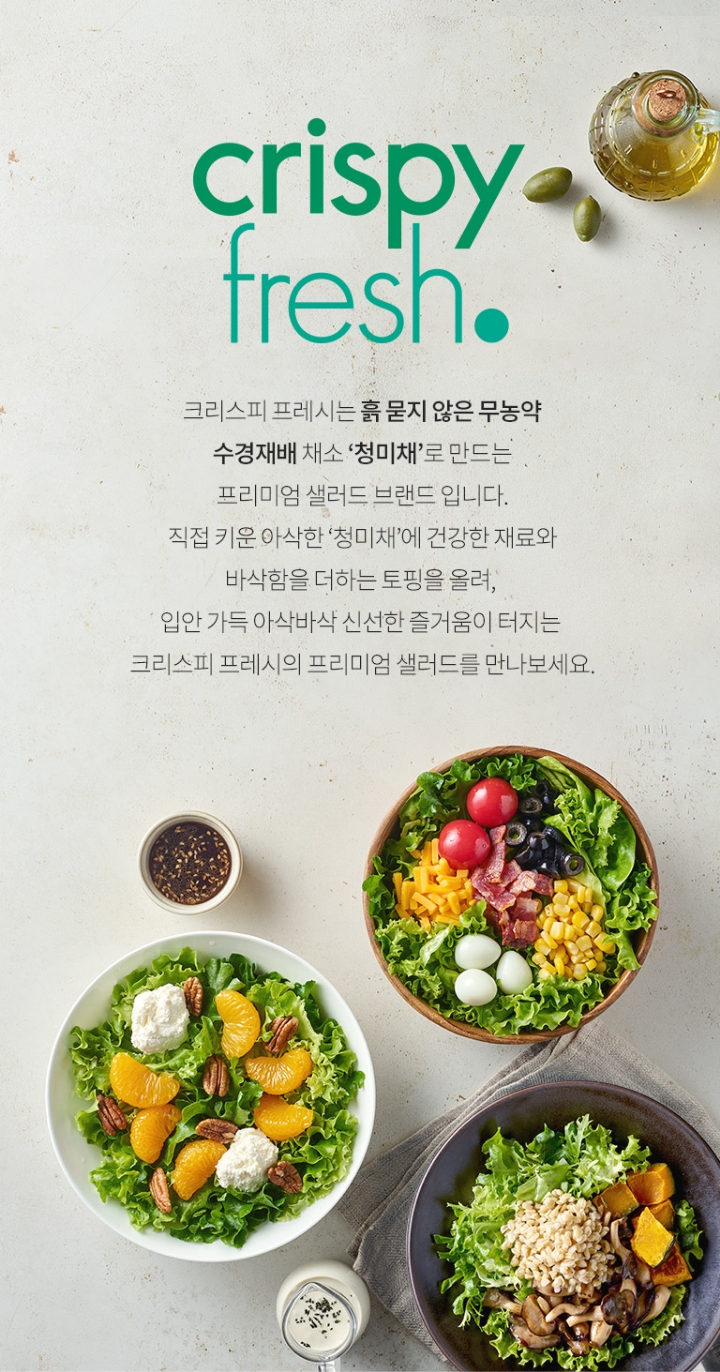 crispy
fresh.
크리스피 프레시는 흙 묻지 않은 무농약
수경재배 채소 ‘청미채’로 만드는
프리미엄 샐러드 브랜드 입니다.
직접 키운 아삭한 ‘청미채’에 건강한 재료와
바삭함을 더하는 토핑을 올려,
입안 가득 아삭바삭 신선한 즐거움이 터지는
크리스피 프레시의 프리미엄 샐러드를 만나보세요.